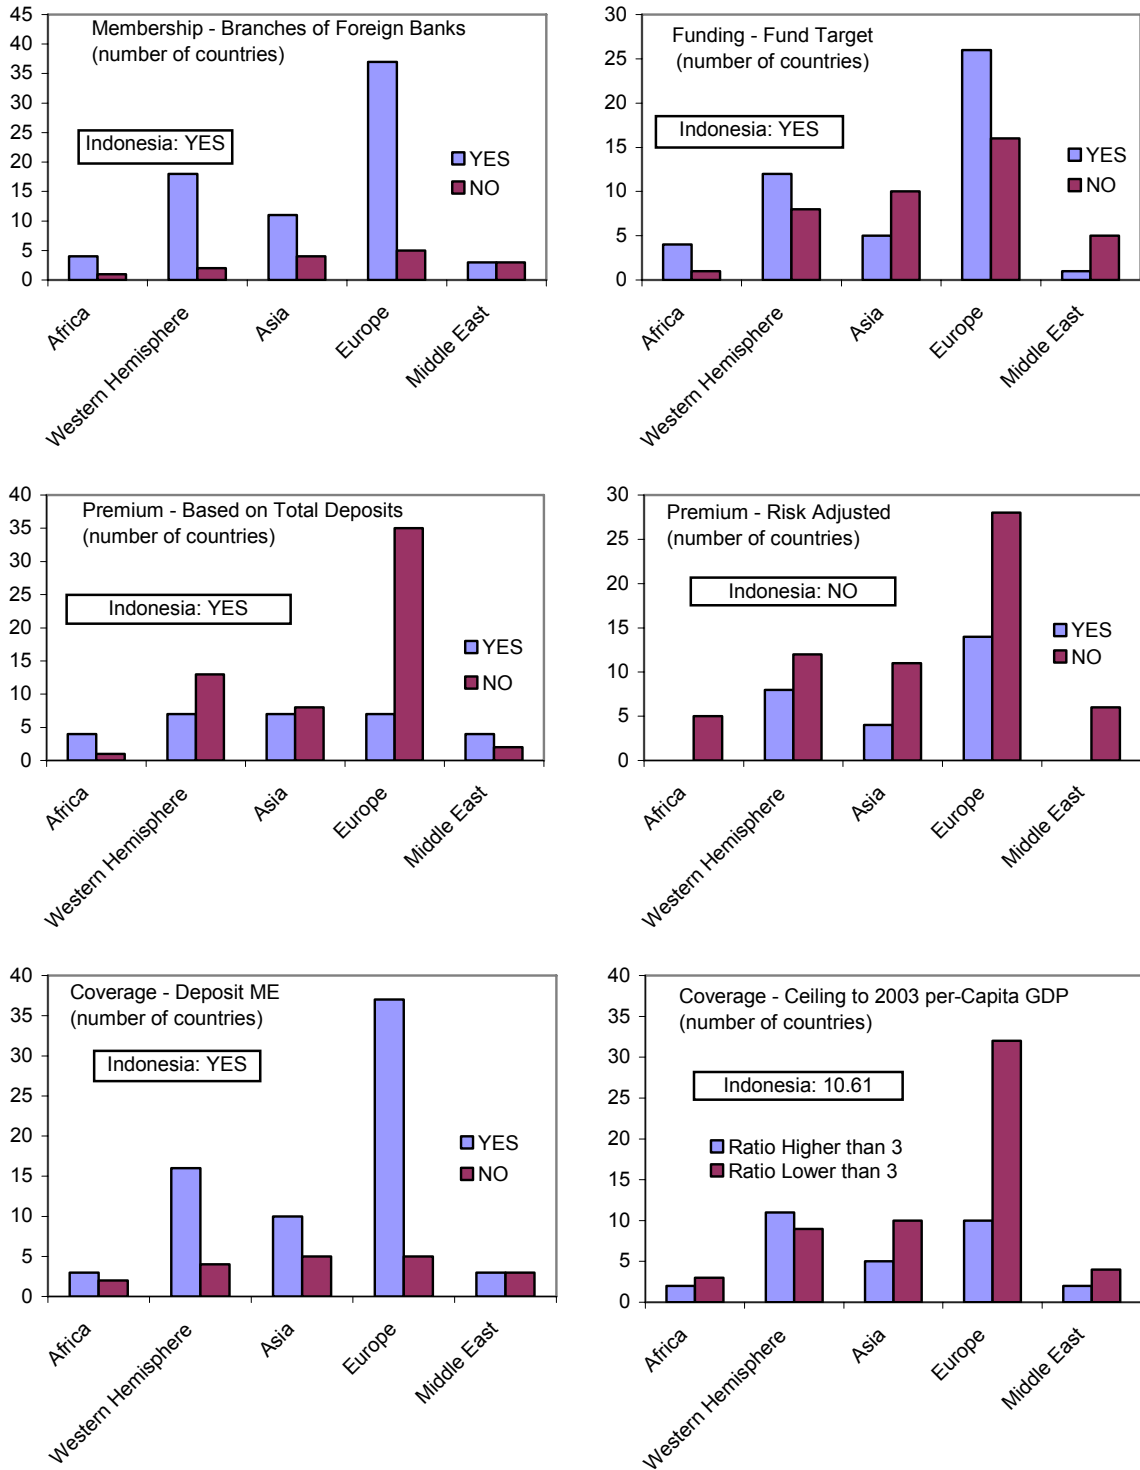 Membership - Branches of Foreign Banks
(number of countries)
Indonesia: YES
YES
NO
45
40
35
30
25
20
15
10
5
0
Africa
Western Hemisphere
Asia
Europe
Middle East
Funding - Fund Target
(number of countries)
Indonesia: YES
YES
NO
30
25
20
15
10
5
0
Africa
Western Hemisphere
Asia
Europe
Middle East
Premium - Based on Total Deposits
(number of countries)
Indonesia: YES
YES
NO
40
35
30
25
20
15
10
5
0
Africa
Western Hemisphere
Asia
Europe
Middle East
Premium - Risk Adjusted
(number of countries)
Indonesia: NO
YES
NO
30
25
20
15
10
5
0
Africa
Western Hemisphere
Asia
Europe
Middle East
Coverage - Deposit ME
(number of countries)
Indonesia: YES
YES
NO
40
35
30
25
20
15
10
5
0
Africa
Western Hemisphere
Asia
Europe
Middle East
Coverage - Ceiling to 2003 per-Capita GDP
(number of countries)
Indonesia: 10.61
Ratio Higher than 3
Ratio Lower than 3
40
35
30
25
20
15
10
5
0
Africa
Western Hemisphere
Asia
Europe
Middle East